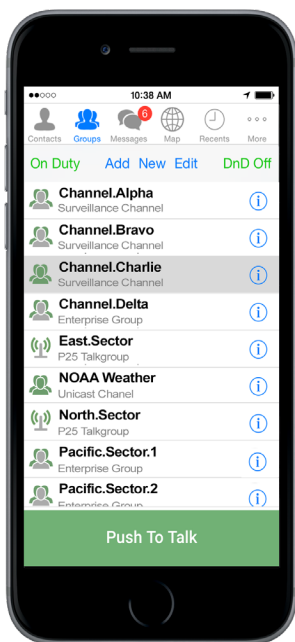 10:38 AM
6
Contacts Groups Messages Map Recents More
On Duty Add New Edit DnD Off
Channel.Alpha
Surveillance Channel
Channel.Bravo
Surveillance Channel
Channel.Charlie
Surveillance Channel
Channel.Delta
Enterprise Group
East.Sector
P25 Talkgroup
NOAA Weather
Unicast Chanel
North.Sector
P25 Talkgroup
Pacific.Sector.1
Enterprise Group
Pacific.Sector.2
Enterprise Group
Push To Talk